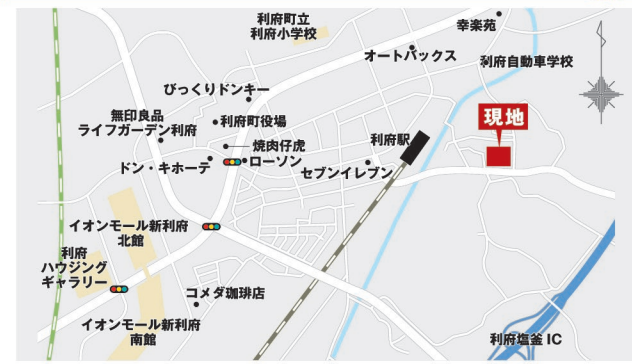 利府町立
利府小学校
幸楽苑
オートバックス
利府自動車学校
びっくりドンキー
無印良品
ライフガーデン利府
利府町役場
焼肉仔虎
ローソン
ドン・キホーテ
利府駅
セブンイレブン
現地
イオンモール新利府
北館
利府
ハウジング
ギャラリー
コメダ珈琲店
イオンモール新利府
南館
利府塩釜 IC